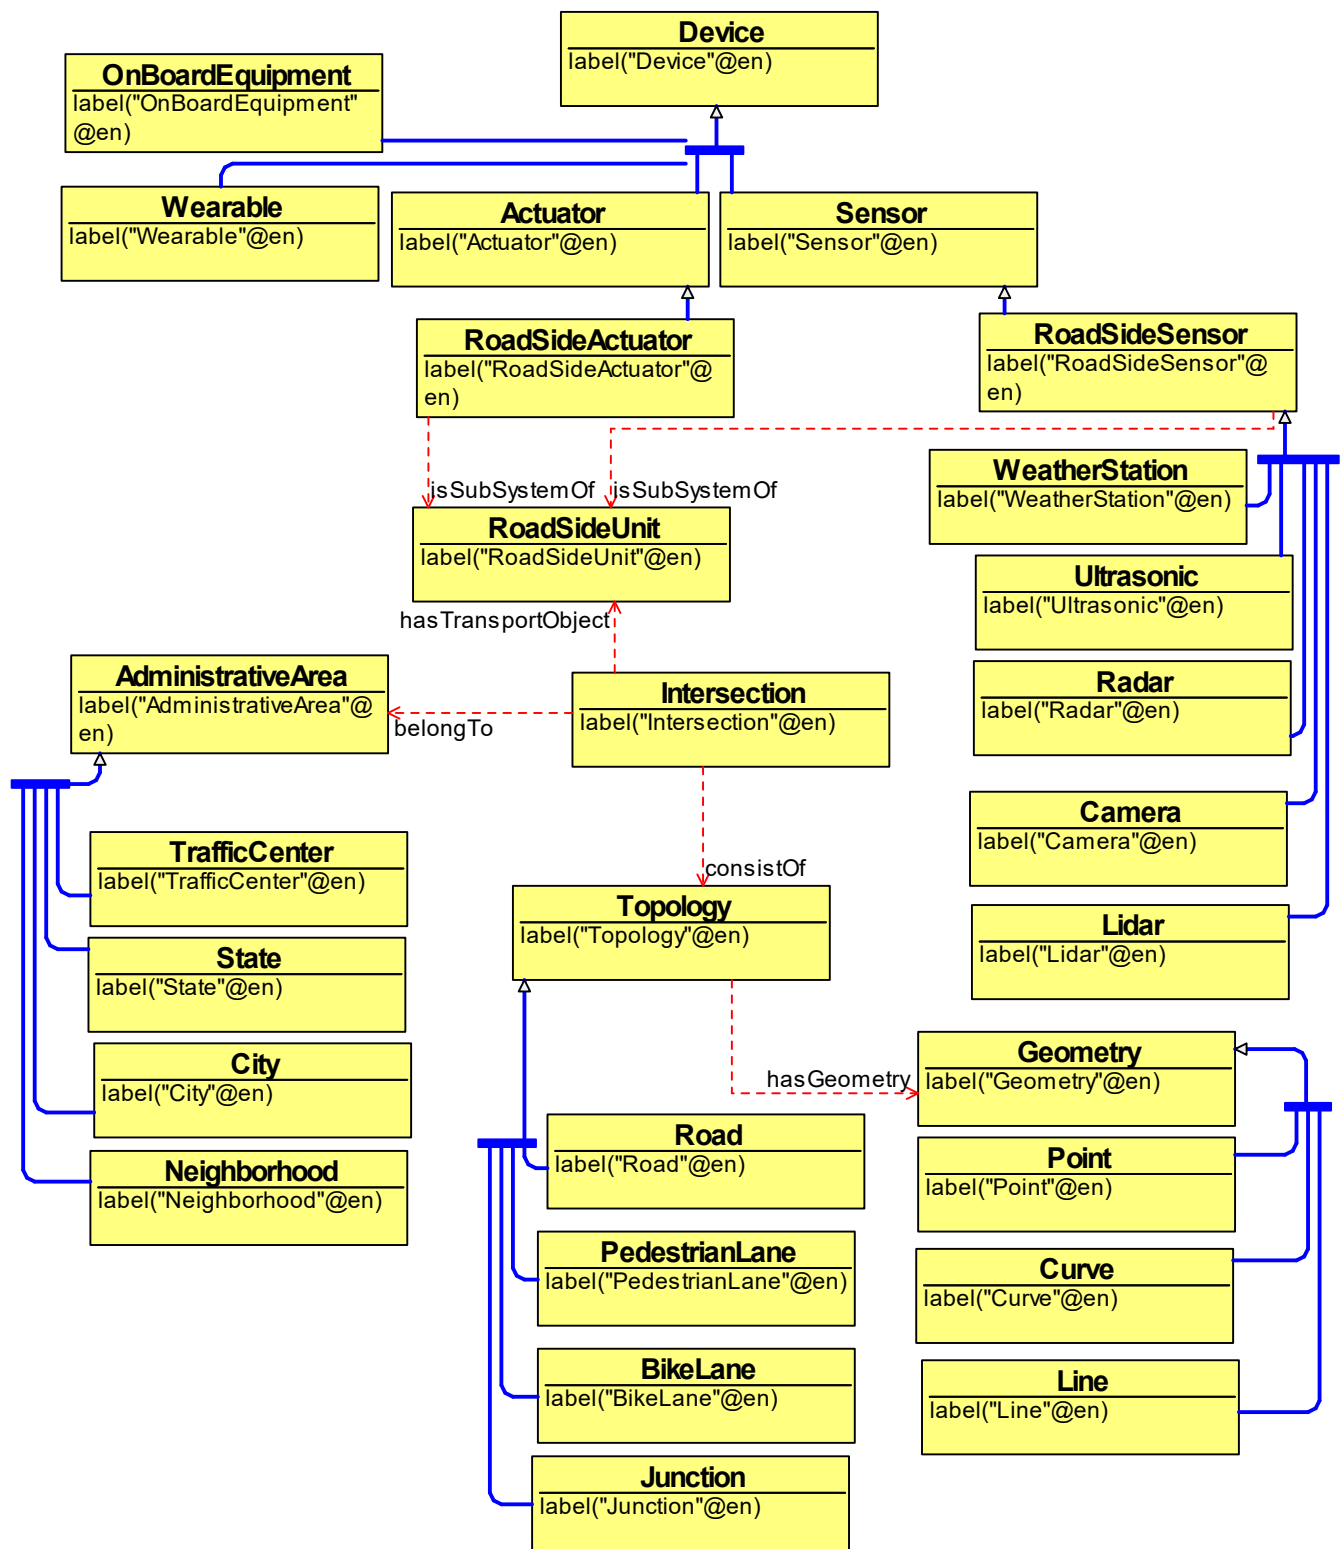 Device
label("Device"@en)
OnBoardEquipment
label("OnBoardEquipment"
@en)
Wearable
label("Wearable"@en)
Actuator
label("Actuator"@en)
Sensor
label("Sensor"@en)
RoadSideActuator
label("RoadSideActuator"@
en)
RoadSideSensor
label("RoadSideSensor"@
en)
isSubSystemOf
isSubSystemOf
WeatherStation
label("WeatherStation"@en)
RoadSideUnit
label("RoadSideUnit"@en)
Ultrasonic
label("Ultrasonic"@en)
hasTransportObject
AdministrativeArea
label("AdministrativeArea"@
en)
belongTo
Intersection
label("Intersection"@en)
Radar
label("Radar"@en)
Camera
label("Camera"@en)
TrafficCenter
label("TrafficCenter"@en)
consistOf
Topology
label("Topology"@en)
Lidar
label("Lidar"@en)
State
label("State"@en)
City
label("City"@en)
hasGeometry
Geometry
label("Geometry"@en)
Neighborhood
label("Neighborhood"@en)
Road
label("Road"@en)
Point
label("Point"@en)
PedestrianLane
label("PedestrianLane"@en)
Curve
label("Curve"@en)
BikeLane
label("BikeLane"@en)
Line
label("Line"@en)
Junction
label("Junction"@en)